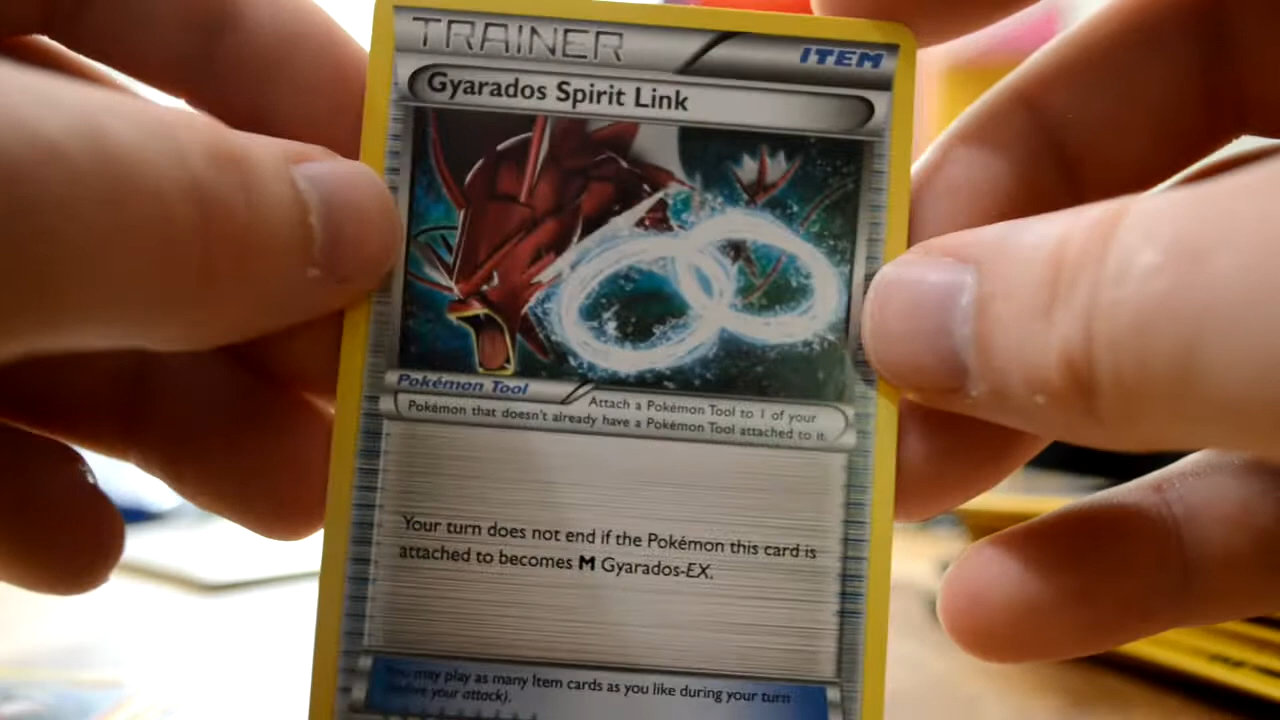 TRAINER
ITEM
Gyarados Spirit Link
Pokémon Tool
Attach a Pokémon Tool to 1 of your
Pokémon that doesn't already have a Pokémon Tool attached to it.
Your turn does not end if the Pokémon this card is
attached to becomes M Gyarados-EX.
You may play as many Item cards as you like during your turn
(before your attack).